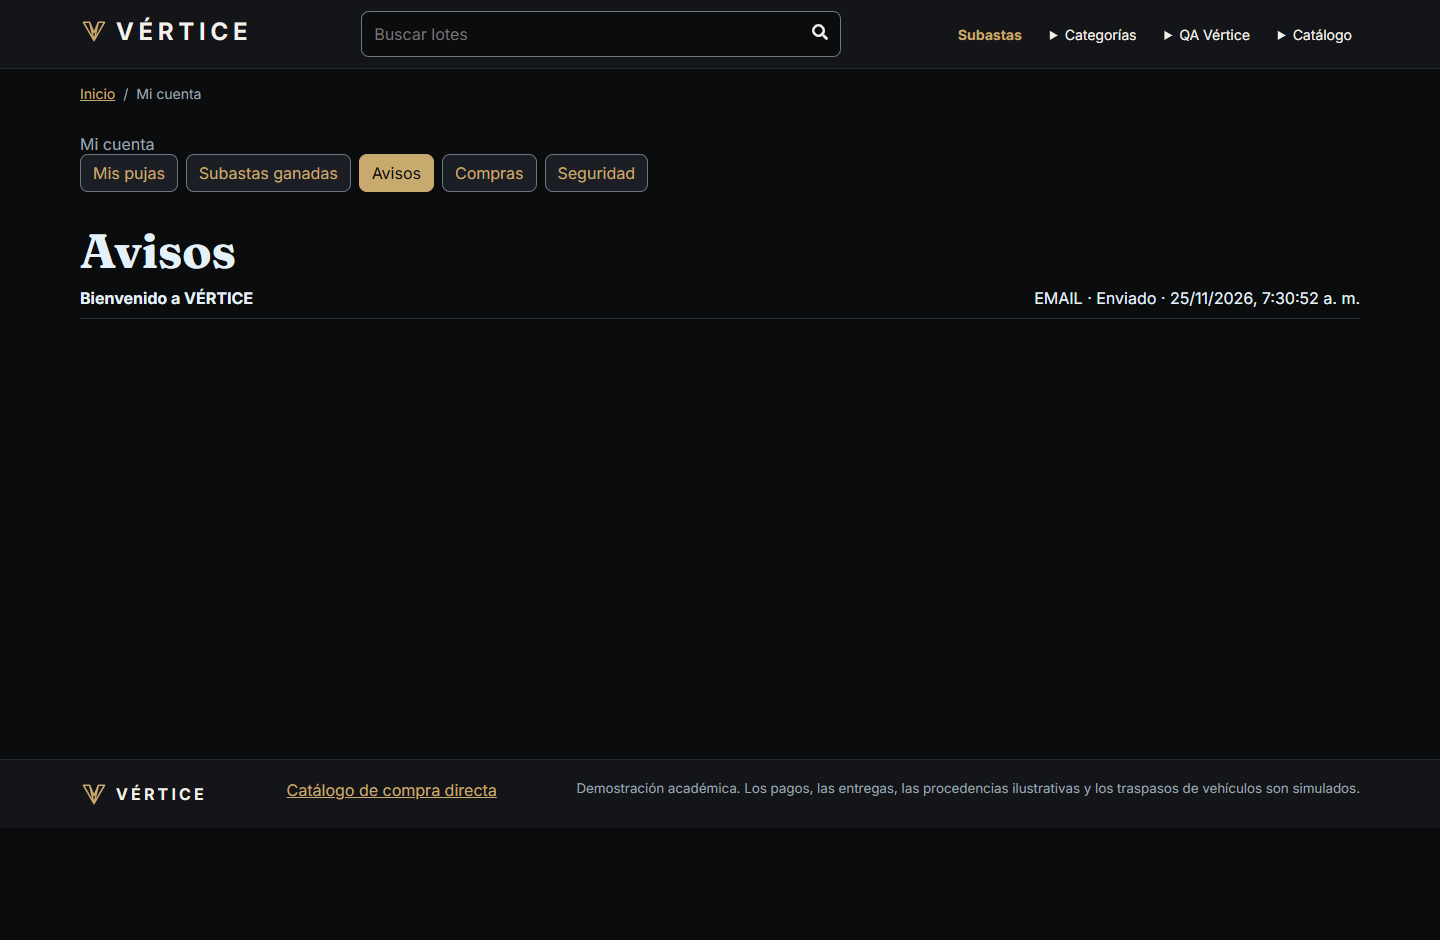 VÉRTICE
Buscar lotes
Subastas
Categorías
QA Vértice
Catálogo
Inicio / Mi cuenta
Mi cuenta
Mis pujas
Subastas ganadas
Avisos
Compras
Seguridad
Avisos
Bienvenido a VÉRTICE
EMAIL · Enviado · 25/11/2026, 7:30:52 a. m.
VÉRTICE
Catálogo de compra directa
Demostración académica. Los pagos, las entregas, las procedencias ilustrativas y los traspasos de vehículos son simulados.